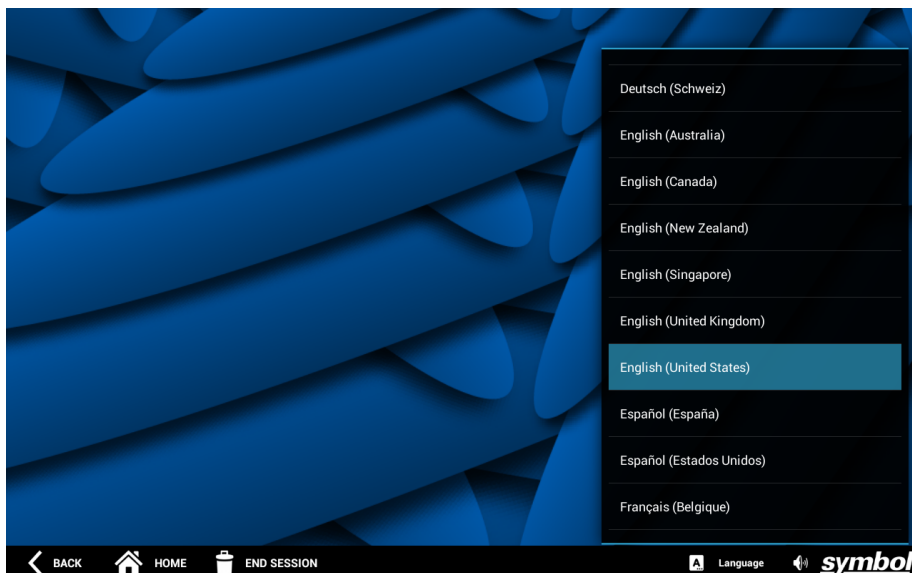 Deutsch (Schweiz)
English (Australia)
English (Canada)
English (New Zealand)
English (Singapore)
English (United Kingdom)
English (United States)
Español (España)
Español (Estados Unidos)
Français (Belgique)
BACK HOME END SESSION A Language symbol